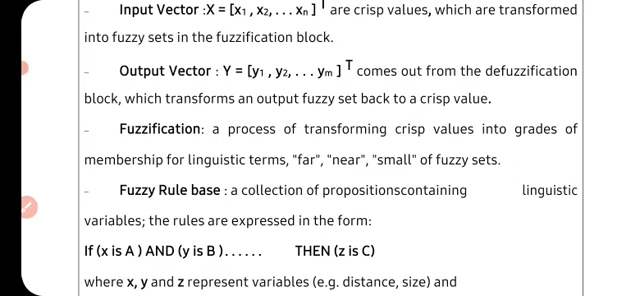 – Input Vector :X = [x1 , x2, . . . xn ] T are crisp values, which are transformed
into fuzzy sets in the fuzzification block.
– Output Vector : Y = [y1 , y2, . . . ym ] T comes out from the defuzzification
block, which transforms an output fuzzy set back to a crisp value.
– Fuzzification: a process of transforming crisp values into grades of
membership for linguistic terms, "far", "near", "small" of fuzzy sets.
– Fuzzy Rule base : a collection of propositionscontaining linguistic
variables; the rules are expressed in the form:
If (x is A ) AND (y is B ) . . . . . . THEN (z is C)
where x, y and z represent variables (e.g. distance, size) and